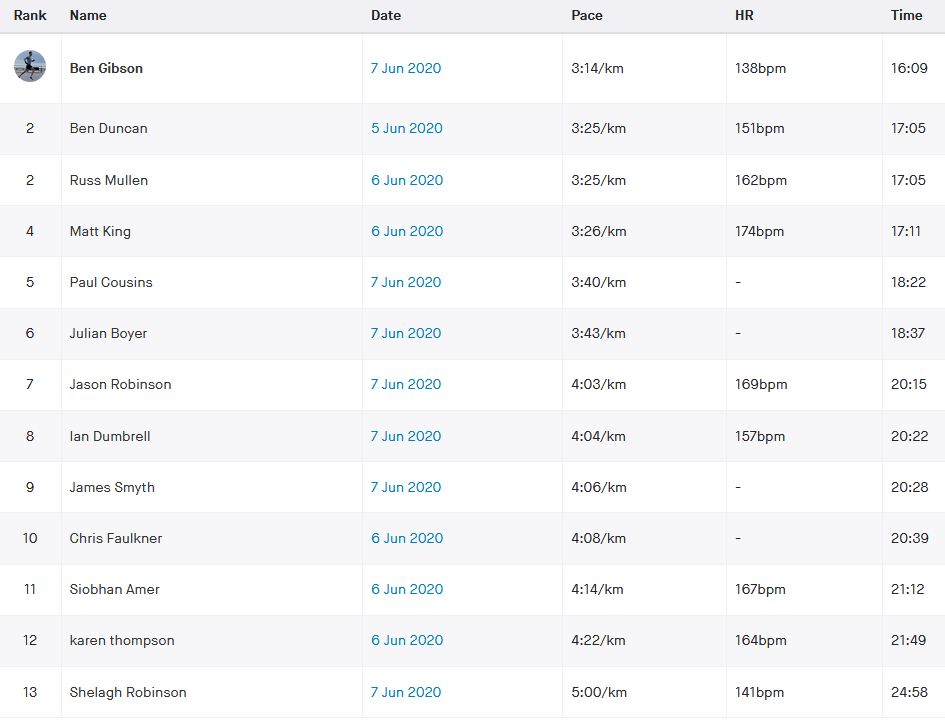 Rank Name Date Pace HR Time
Ben Gibson 7 Jun 2020 3:14/km 138bpm 16:09
2 Ben Duncan 5 Jun 2020 3:25/km 151bpm 17:05
2 Russ Mullen 6 Jun 2020 3:25/km 162bpm 17:05
4 Matt King 6 Jun 2020 3:26/km 174bpm 17:11
5 Paul Cousins 7 Jun 2020 3:40/km - 18:22
6 Julian Boyer 7 Jun 2020 3:43/km - 18:37
7 Jason Robinson 7 Jun 2020 4:03/km 169bpm 20:15
8 Ian Dumbrell 7 Jun 2020 4:04/km 157bpm 20:22
9 James Smyth 7 Jun 2020 4:06/km - 20:28
10 Chris Faulkner 6 Jun 2020 4:08/km - 20:39
11 Siobhan Amer 6 Jun 2020 4:14/km 167bpm 21:12
12 karen thompson 6 Jun 2020 4:22/km 164bpm 21:49
13 Shelagh Robinson 7 Jun 2020 5:00/km 141bpm 24:58